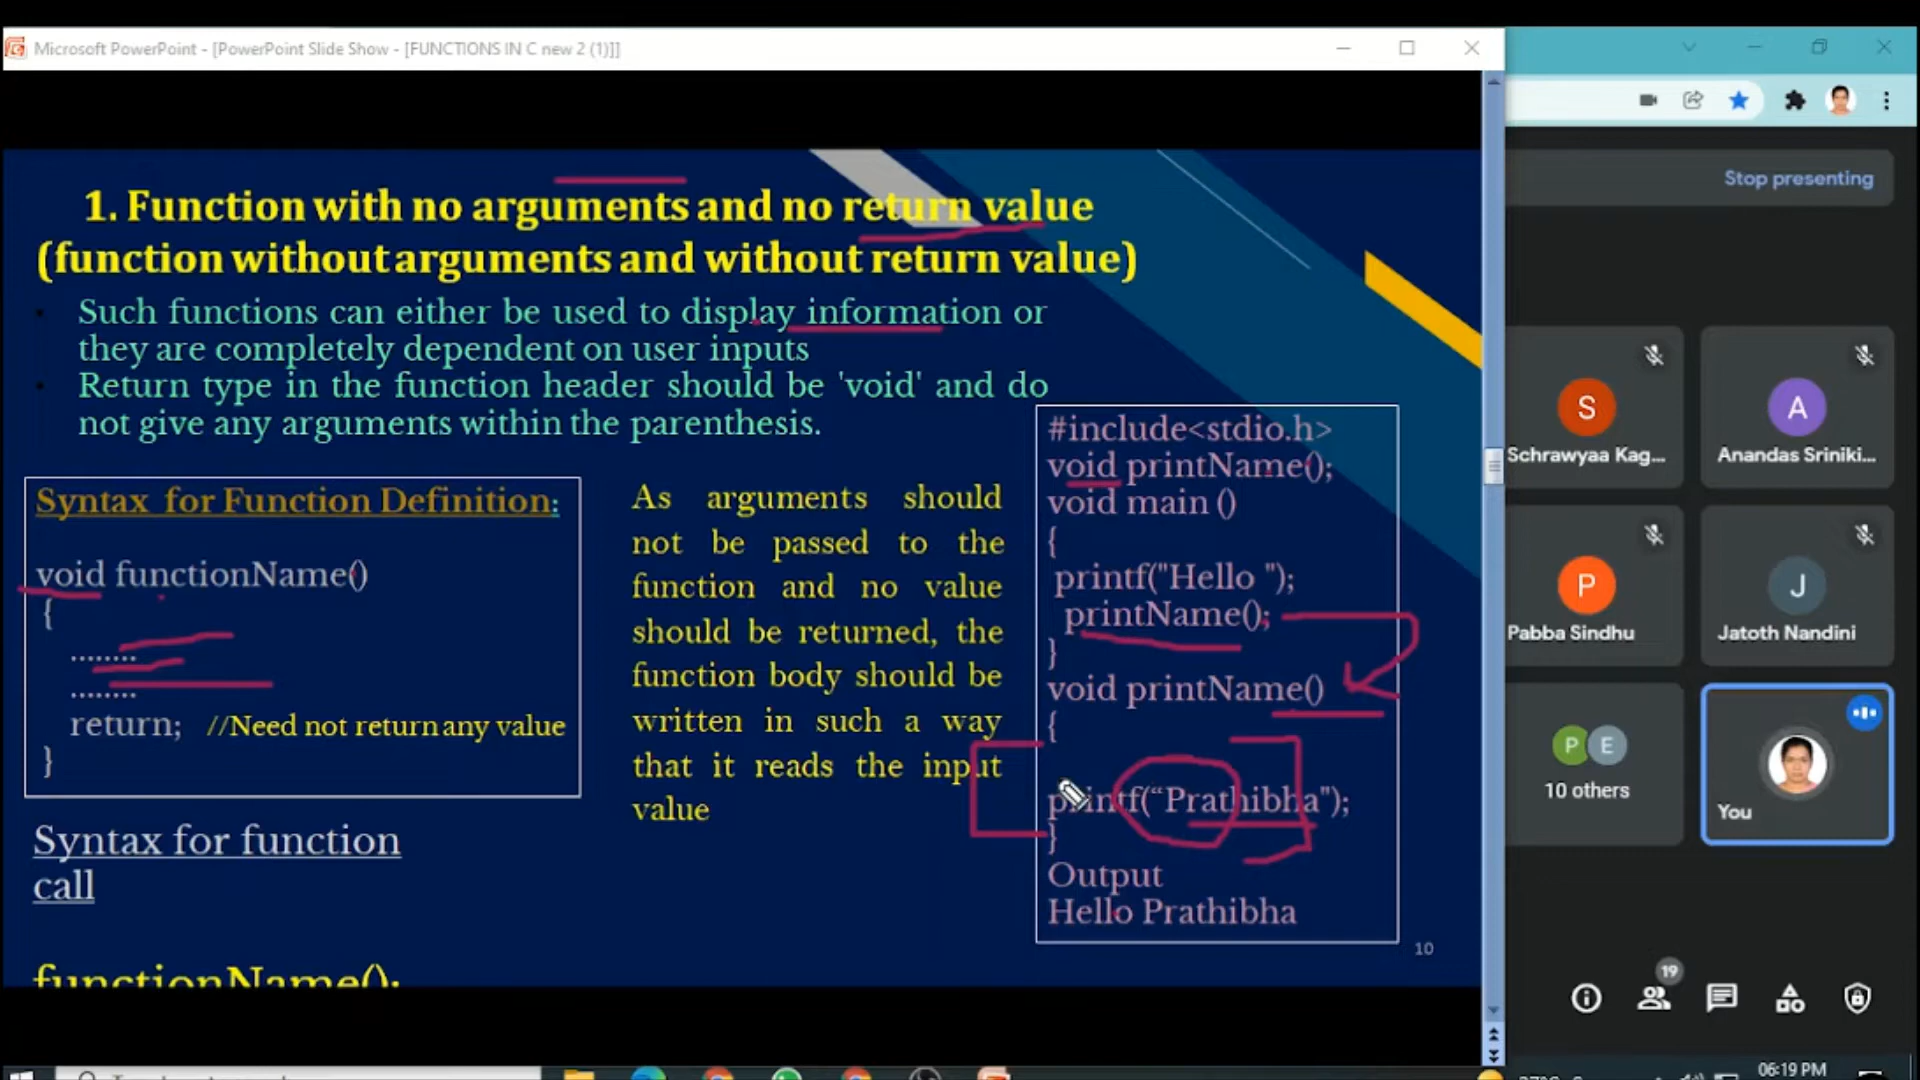 Microsoft PowerPoint - [PowerPoint Slide Show - [FUNCTIONS IN C new 2 (1)]]
1. Function with no arguments and no return value
(function without arguments and without return value)
Such functions can either be used to display information or
they are completely dependent on user inputs
Return type in the function header should be 'void' and do
not give any arguments within the parenthesis.
Syntax for Function Definition:
void functionName()
{
........
........
return; //Need not return any value
}
Syntax for function
call
functionName();
As arguments should
not be passed to the
function and no value
should be returned, the
function body should be
written in such a way
that it reads the input
value
#include<stdio.h>
void printName();
void main ()
{
printf("Hello ");
printName();
}
void printName()
{
printf(“Prathibha");
}
Output
Hello Prathibha
10
Stop presenting
S
Schrawyaa Kag...
A
Anandas Sriniki...
P
Pabba Sindhu
J
Jatoth Nandini
P E
10 others
You
19
06:19 PM